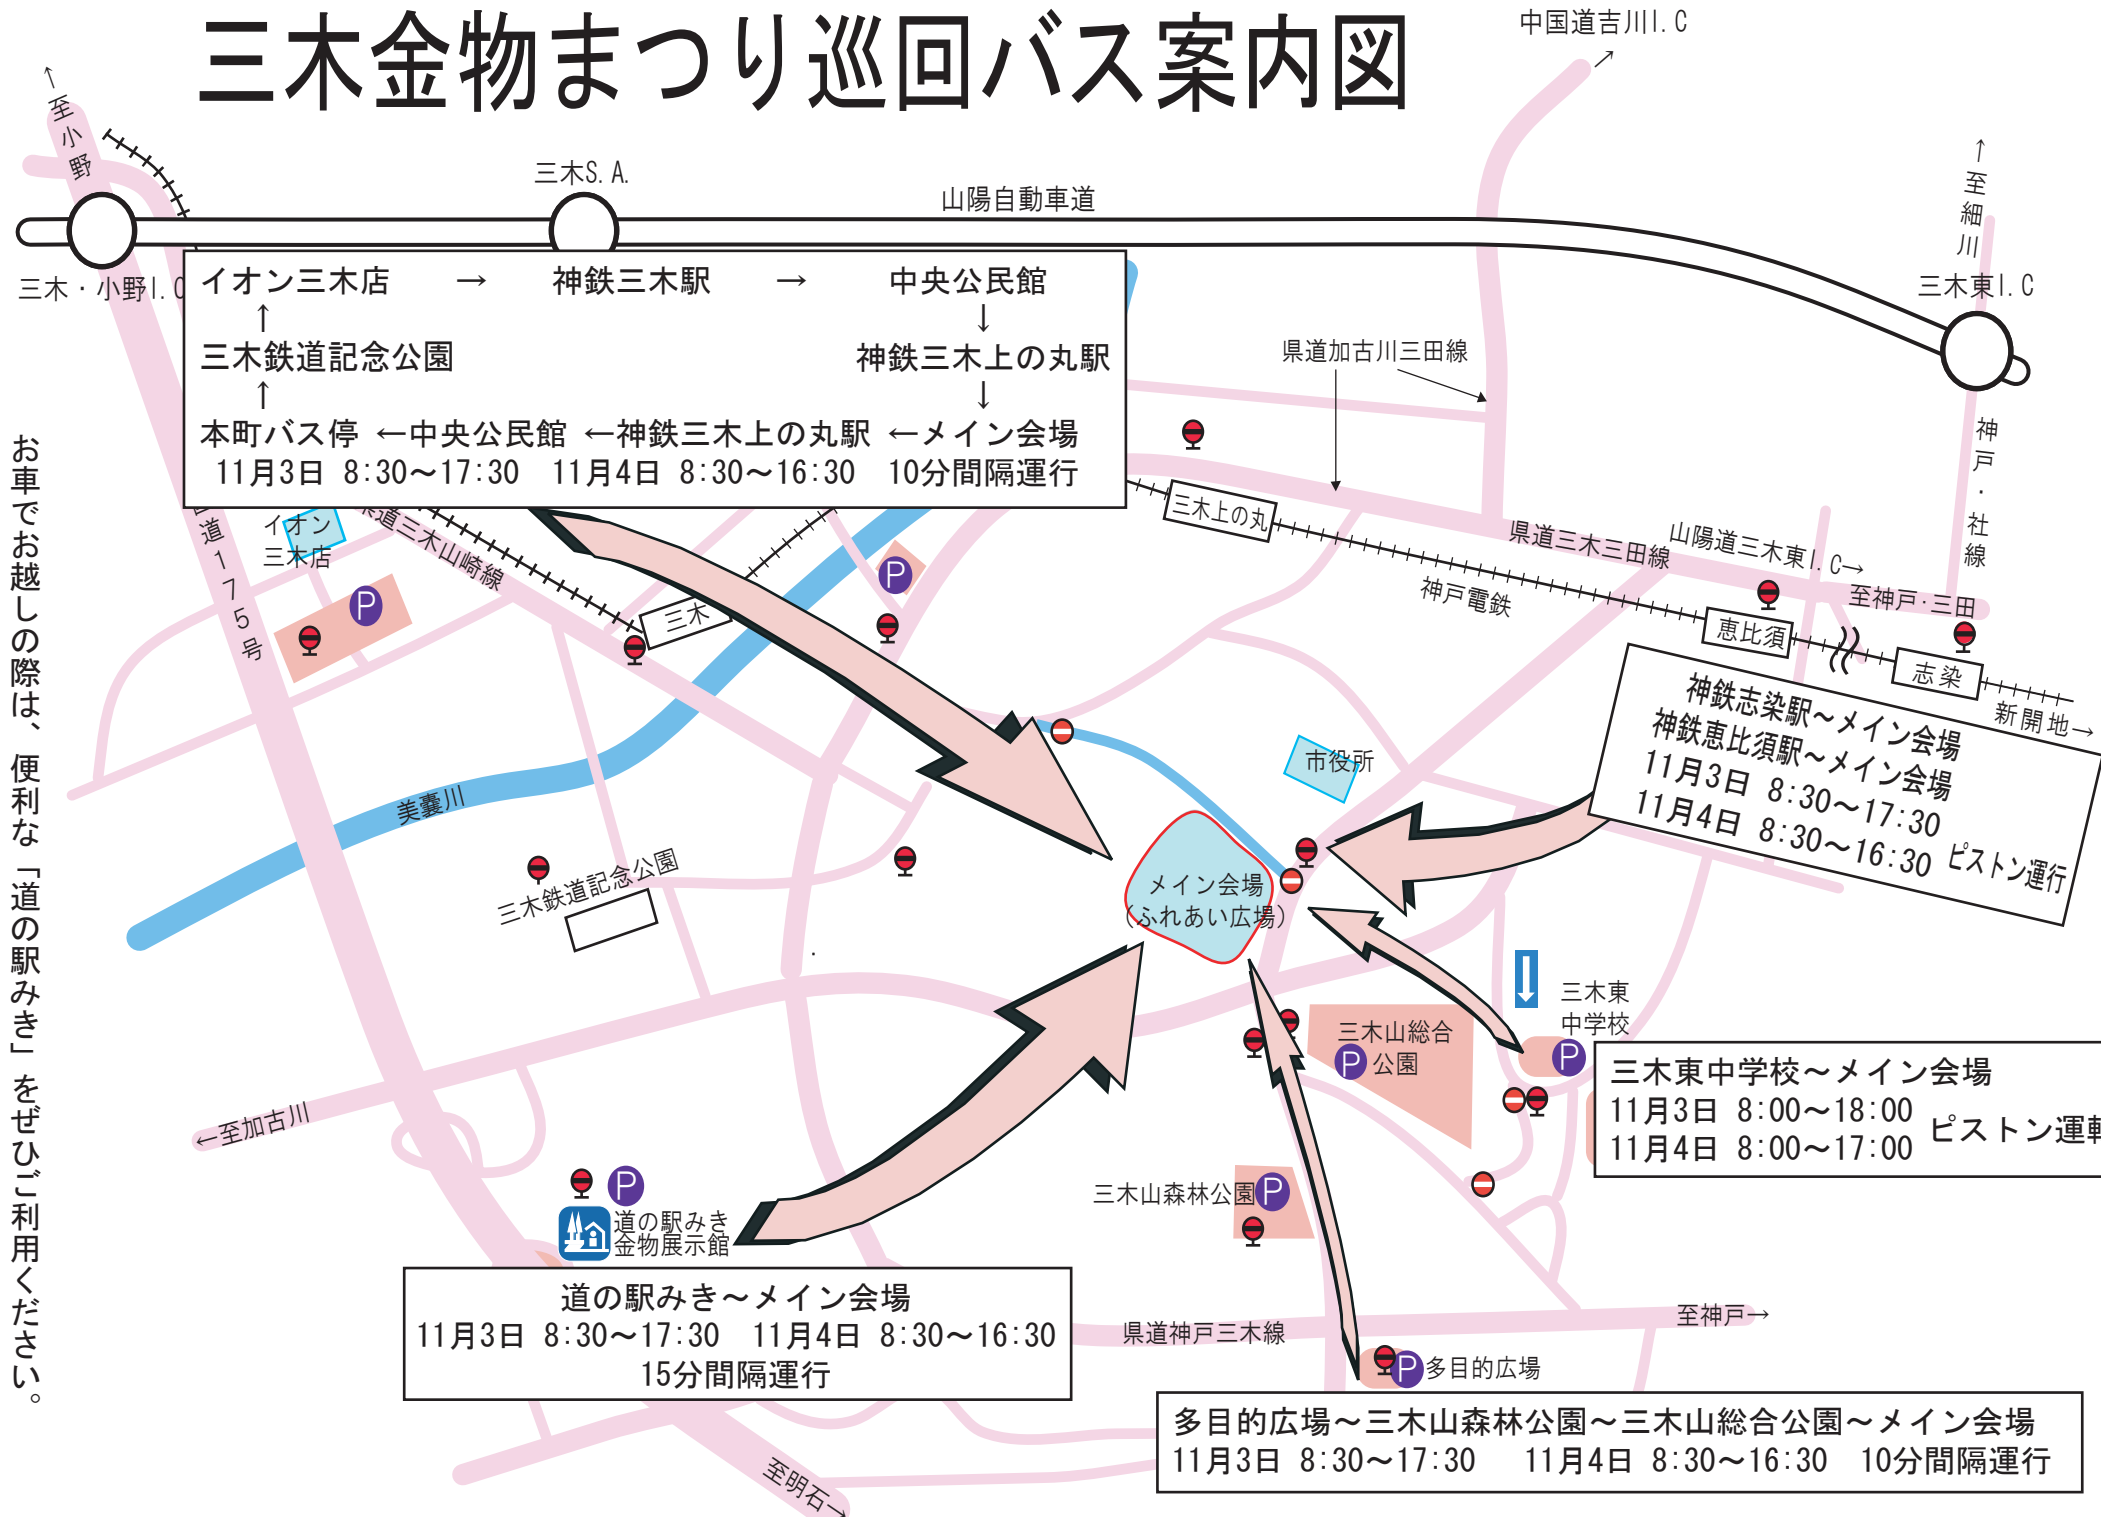 三木金物まつり巡回バス案内図
中国道吉川I.C
↗
←至小野
三木S.A.
山陽自動車道
←至細川
三木・小野I.C
三木東I.C
イオン三木店 → 神鉄三木駅 → 中央公民館
↑ ↓
三木鉄道記念公園 神鉄三木上の丸駅
↑ ↓
本町バス停 ←中央公民館 ←神鉄三木上の丸駅 ←メイン会場
11月3日 8:30～17:30 11月4日 8:30～16:30 10分間隔運行
県道加古川三田線
神戸・社線
三木上の丸
県道三木三田線
山陽道三木東I.C→
至神戸・三田
神戸電鉄
恵比須
志染
新開地→
道175号
イオン
三木店
道三木山崎線
P
P
三木
神鉄志染駅～メイン会場
神鉄恵比須駅～メイン会場
11月3日 8:30～17:30
11月4日 8:30～16:30 ピストン運行
市役所
美嚢川
三木鉄道記念公園
メイン会場
（ふれあい広場）
三木東
中学校
P
三木山総合
P 公園
三木東中学校～メイン会場
11月3日 8:00～18:00
11月4日 8:00～17:00 ピストン運転
←至加古川
P
道の駅みき
金物展示館
三木山森林公園 P
道の駅みき～メイン会場
11月3日 8:30～17:30 11月4日 8:30～16:30
15分間隔運行
県道神戸三木線
至神戸→
P 多目的広場
多目的広場～三木山森林公園～三木山総合公園～メイン会場
11月3日 8:30～17:30 11月4日 8:30～16:30 10分間隔運行
至明石→
お車でお越しの際は、便利な「道の駅みき」をぜひご利用ください。